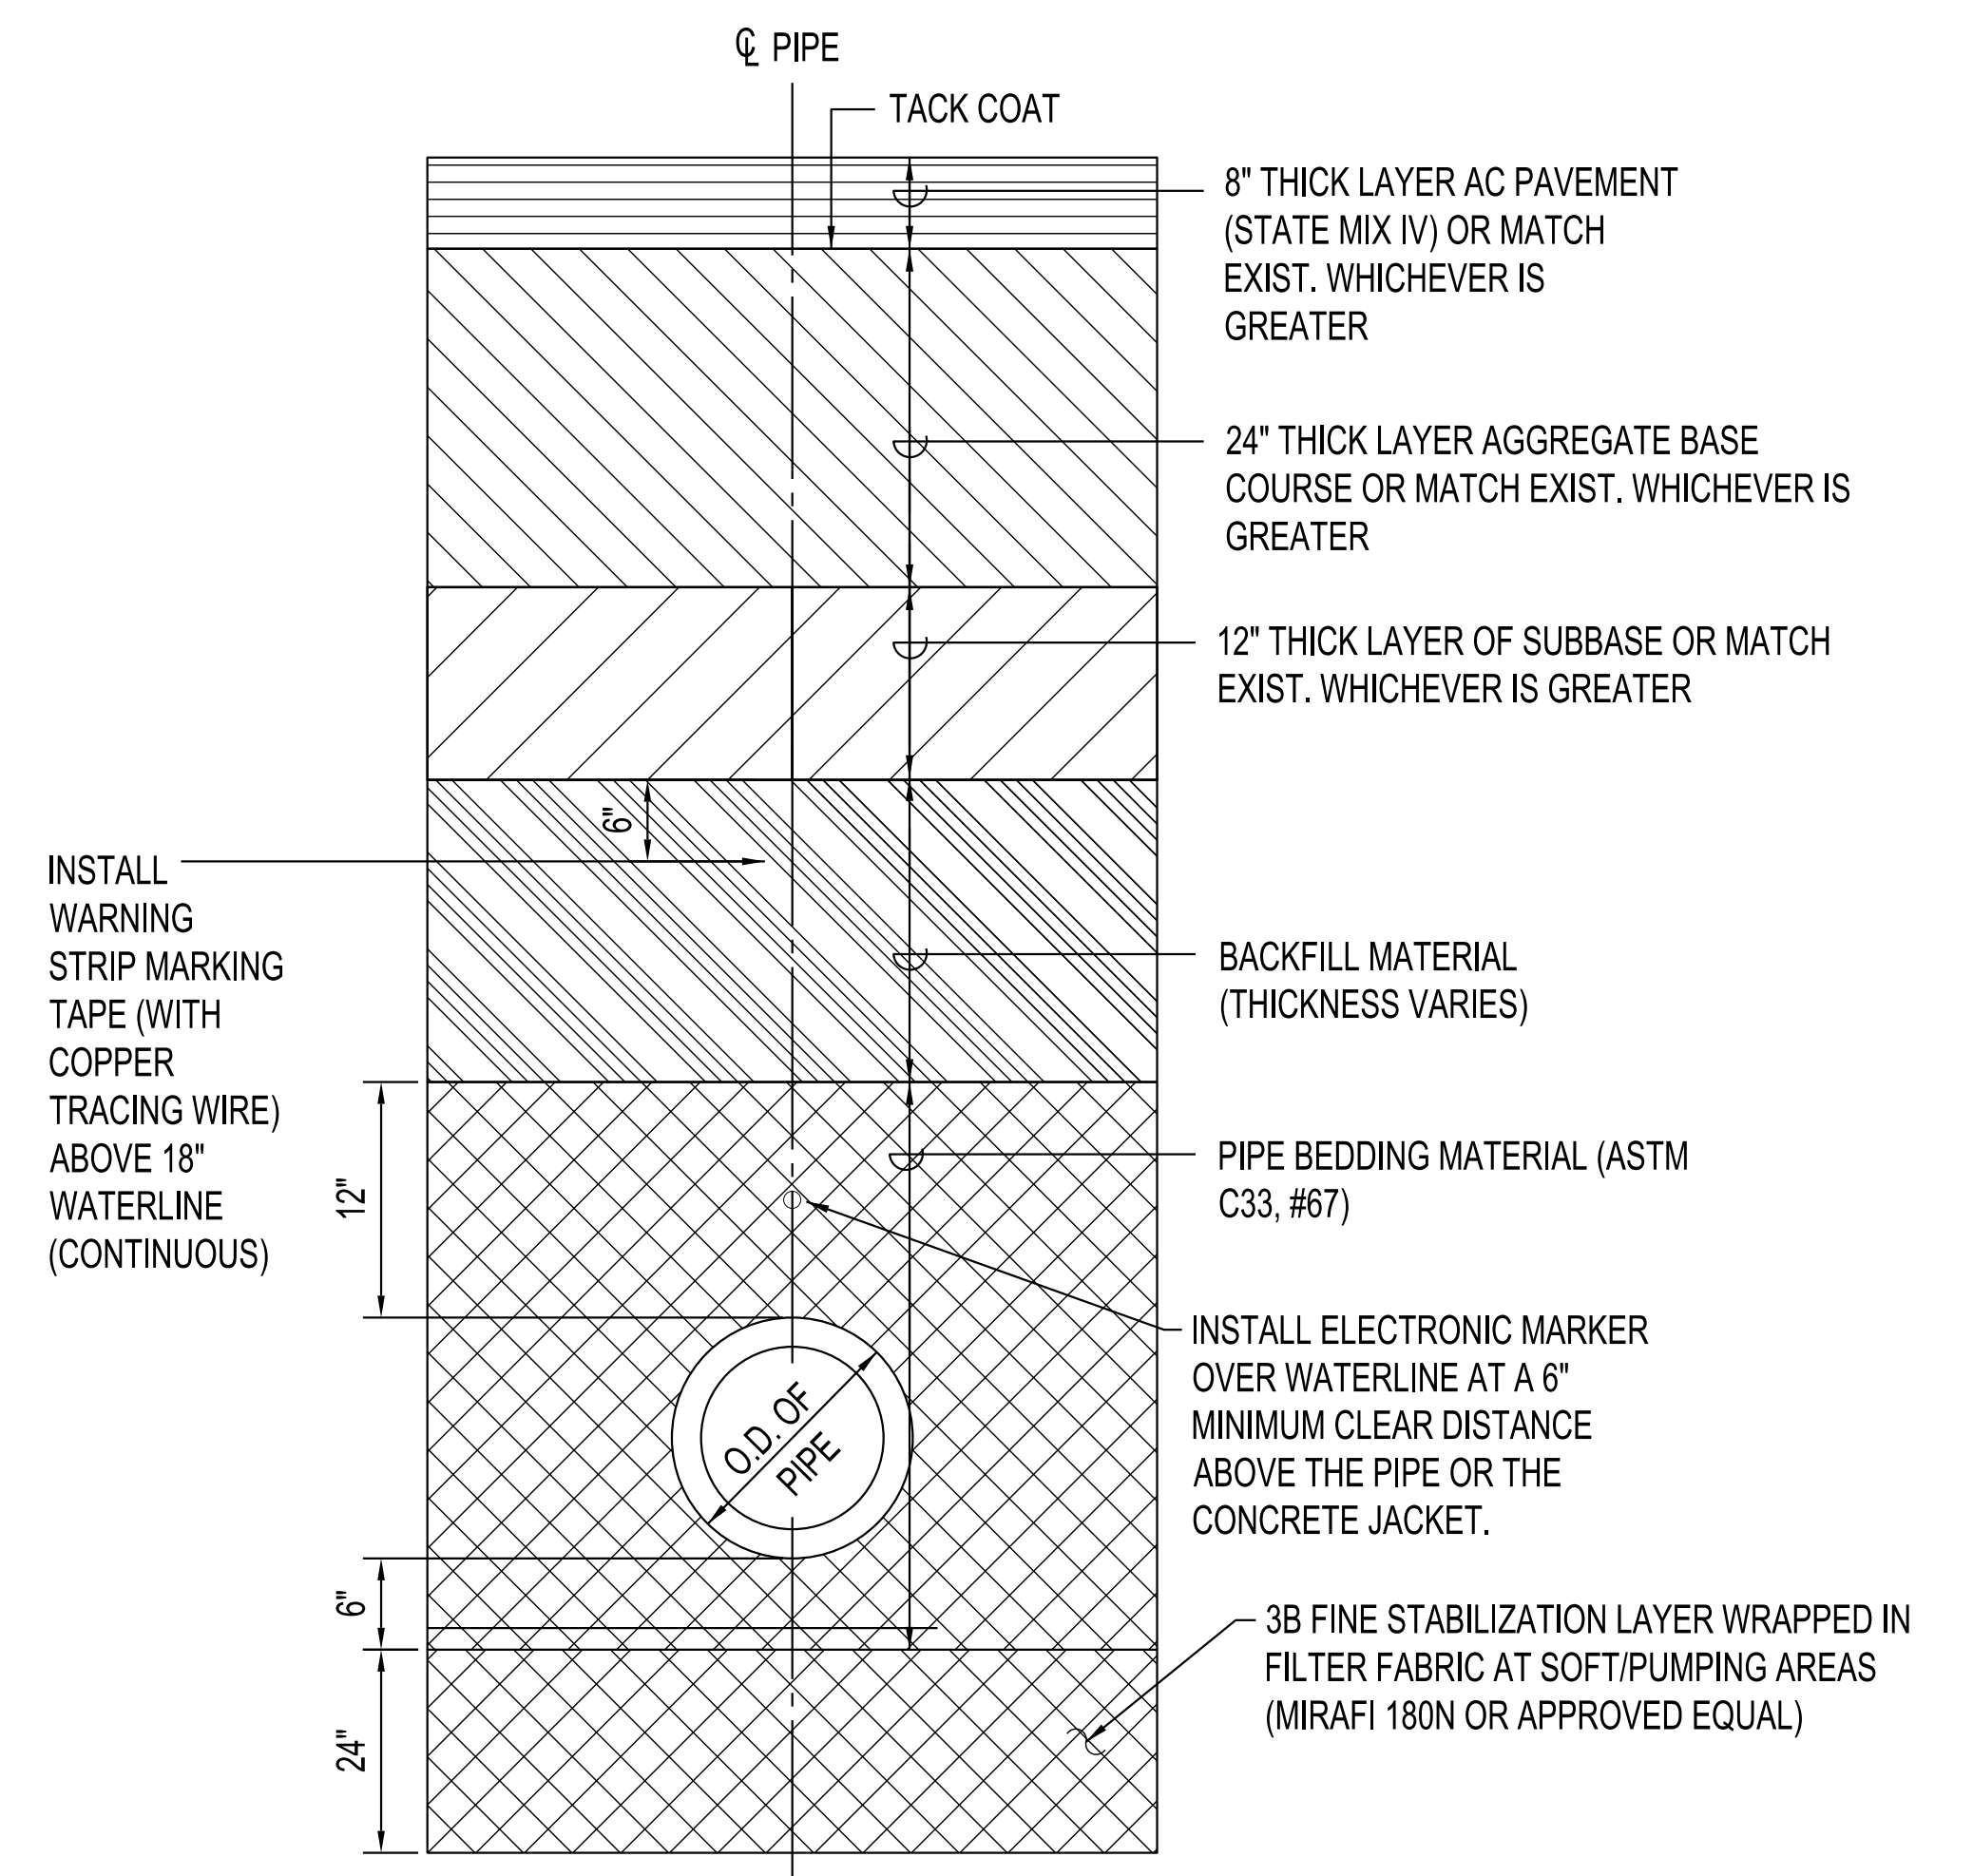 ℄ PIPE
TACK COAT
8" THICK LAYER AC PAVEMENT
(STATE MIX IV) OR MATCH
EXIST. WHICHEVER IS
GREATER
24" THICK LAYER AGGREGATE BASE
COURSE OR MATCH EXIST. WHICHEVER IS
GREATER
12" THICK LAYER OF SUBBASE OR MATCH
EXIST. WHICHEVER IS GREATER
6"
INSTALL
WARNING
STRIP MARKING
TAPE (WITH
COPPER
TRACING WIRE)
ABOVE 18"
WATERLINE
(CONTINUOUS)
BACKFILL MATERIAL
(THICKNESS VARIES)
12"
PIPE BEDDING MATERIAL (ASTM
C33, #67)
INSTALL ELECTRONIC MARKER
OVER WATERLINE AT A 6"
MINIMUM CLEAR DISTANCE
ABOVE THE PIPE OR THE
CONCRETE JACKET.
O.D. OF
PIPE
6"
3B FINE STABILIZATION LAYER WRAPPED IN
FILTER FABRIC AT SOFT/PUMPING AREAS
(MIRAFI 180N OR APPROVED EQUAL)
24"